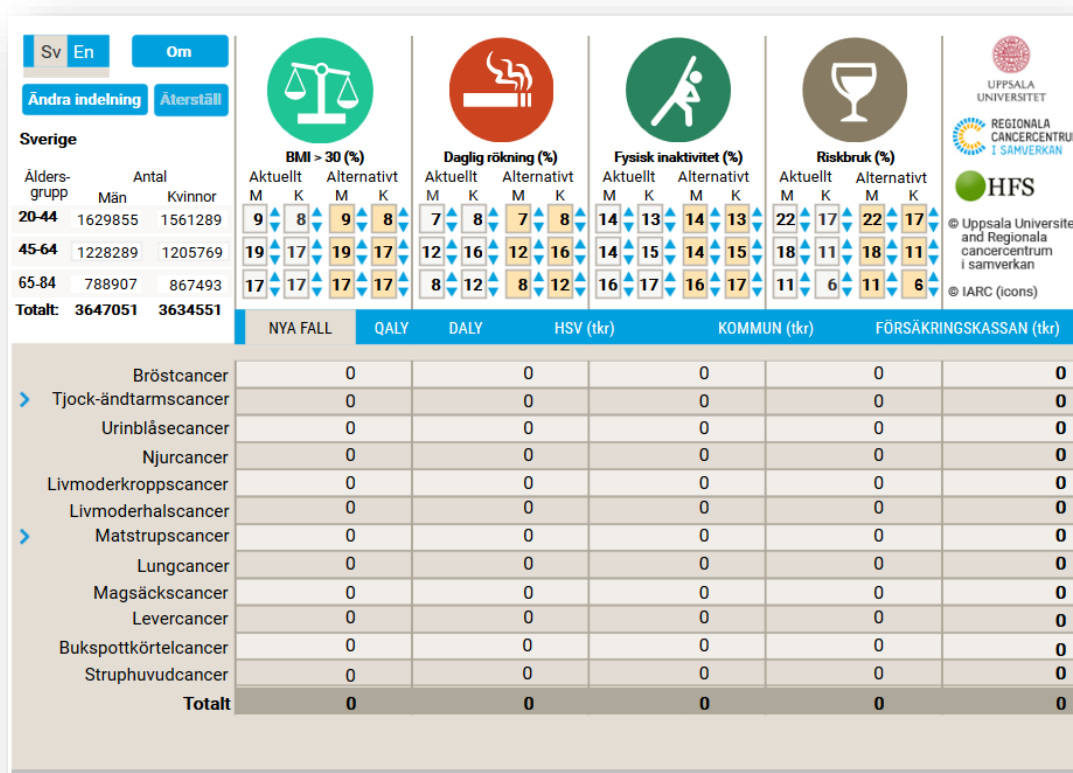 Sv En Om
Ändra indelning Återställ
Sverige
Ålders-grupp Antal
Män Kvinnor
20-44 1629855 1561289
45-64 1228289 1205769
65-84 788907 867493
Totalt: 3647051 3634551
BMI > 30 (%)
Aktuellt Alternativt
M K M K
9 8 9 8
19 17 19 17
17 17 17 17
Daglig rökning (%)
Aktuellt Alternativt
M K M K
7 8 7 8
12 16 12 16
8 12 8 12
Fysisk inaktivitet (%)
Aktuellt Alternativt
M K M K
14 13 14 13
14 15 14 15
16 17 16 17
Riskbruk (%)
Aktuellt Alternativt
M K M K
22 17 22 17
18 11 18 11
11 6 11 6
UPPSALA
UNIVERSITET
REGIONALA
CANCERCENTRUM
I SAMVERKAN
HFS
© Uppsala Universite
and Regionala
cancercentrum
i samverkan
© IARC (icons)
NYA FALL QALY DALY HSV (tkr) KOMMUN (tkr) FÖRSÄKRINGSKASSAN (tkr)
Bröstcancer 0 0 0 0 0
Tjock-ändtarmscancer 0 0 0 0 0
Urinblåsecancer 0 0 0 0 0
Njurcancer 0 0 0 0 0
Livmoderkroppscancer 0 0 0 0 0
Livmoderhalscancer 0 0 0 0 0
Matstrupscancer 0 0 0 0 0
Lungcancer 0 0 0 0 0
Magsäckscancer 0 0 0 0 0
Levercancer 0 0 0 0 0
Bukspottkörtelcancer 0 0 0 0 0
Struphuvudcancer 0 0 0 0 0
Totalt 0 0 0 0 0